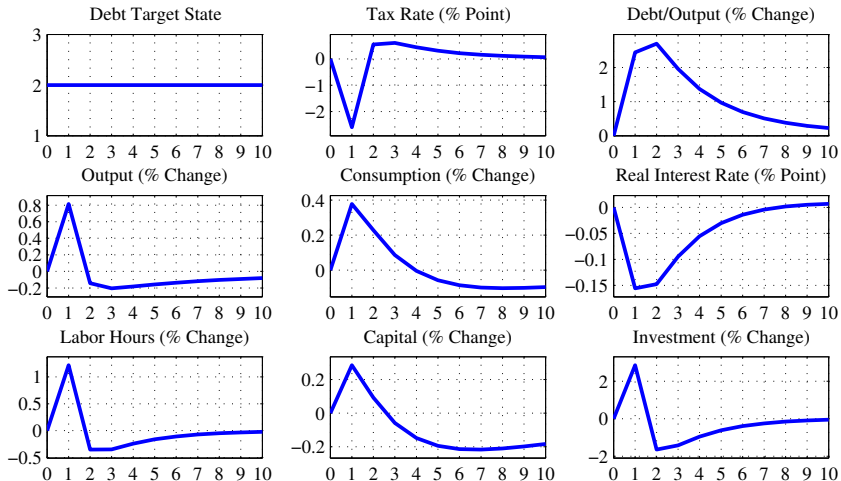 Debt Target State
3
2
1
0 1 2 3 4 5 6 7 8 9 10
Tax Rate (% Point)
0
−1
−2
0 1 2 3 4 5 6 7 8 9 10
Debt/Output (% Change)
2
1
0
0 1 2 3 4 5 6 7 8 9 10
Output (% Change)
0.8
0.6
0.4
0.2
0
−0.2
0 1 2 3 4 5 6 7 8 9 10
Consumption (% Change)
0.4
0.2
0
0 1 2 3 4 5 6 7 8 9 10
Real Interest Rate (% Point)
0
−0.05
−0.1
−0.15
0 1 2 3 4 5 6 7 8 9 10
Labor Hours (% Change)
1
0.5
0
−0.5
0 1 2 3 4 5 6 7 8 9 10
Capital (% Change)
0.2
0
−0.2
0 1 2 3 4 5 6 7 8 9 10
Investment (% Change)
2
0
−2
0 1 2 3 4 5 6 7 8 9 10